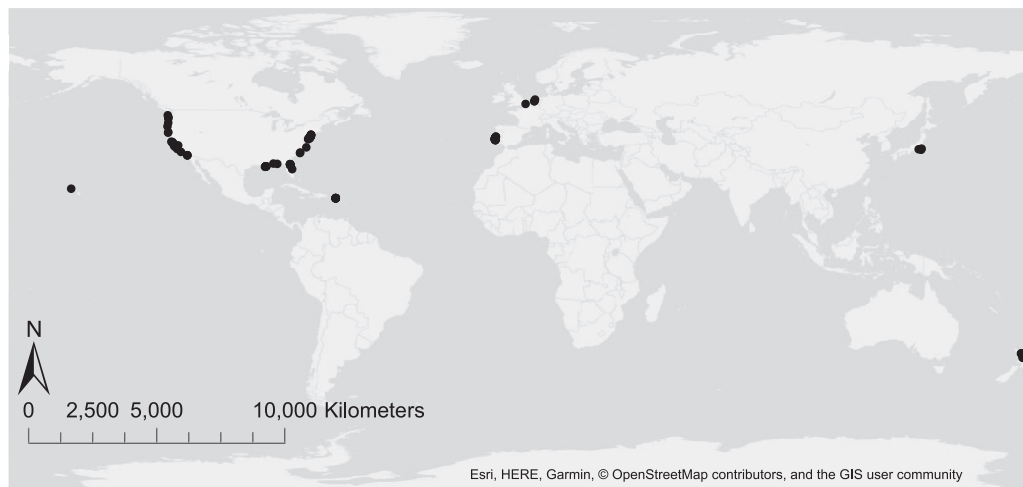 N
0 2,500 5,000 10,000 Kilometers
Esri, HERE, Garmin, © OpenStreetMap contributors, and the GIS user community